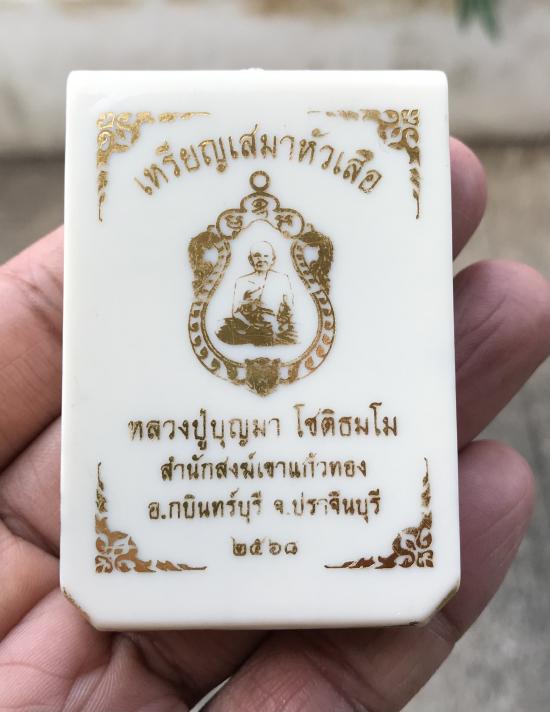 เหรียญเสมาหัวเสือ
หลวงปู่บุญมา โชติธมฺโม
สำนักสงฆ์เขาแก้วทอง
อ.กบินทร์บุรี จ.ปราจีนบุรี
๒๕๖๘